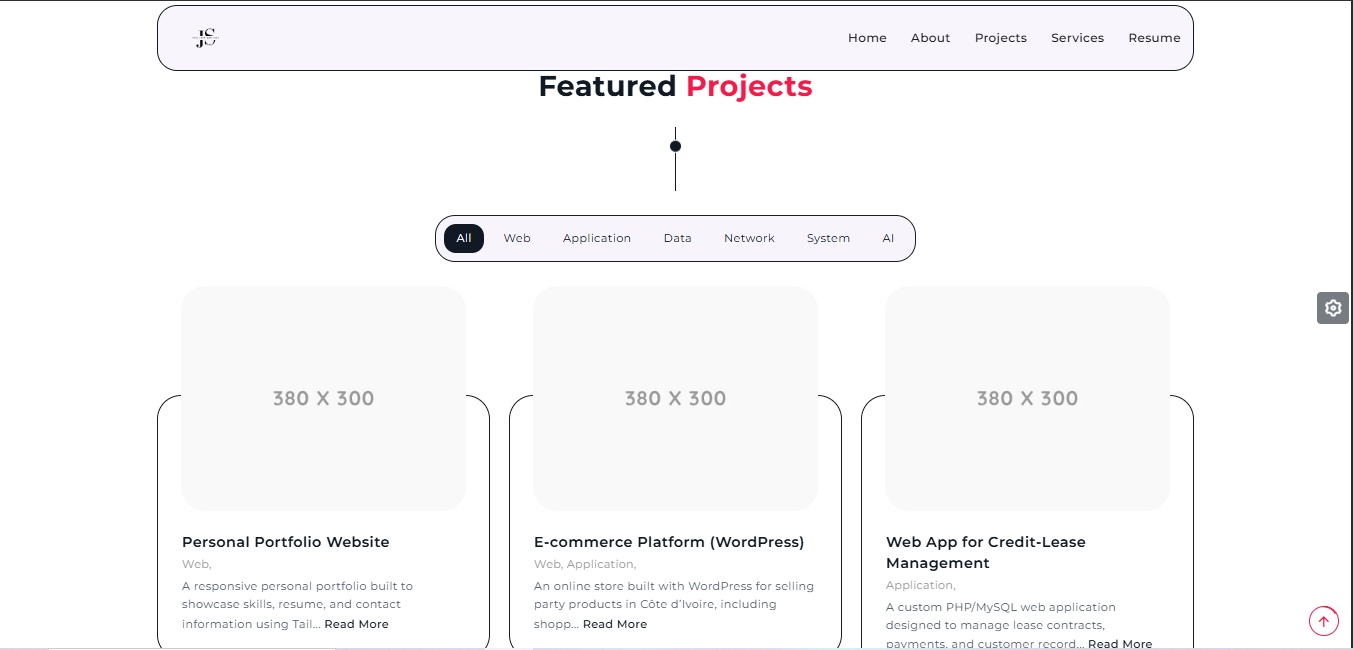 JS
Home About Projects Services Resume
Featured Projects
All Web Application Data Network System AI
380 X 300
380 X 300
380 X 300
Personal Portfolio Website
Web,
A responsive personal portfolio built to
showcase skills, resume, and contact
information using Tail... Read More
E-commerce Platform (WordPress)
Web, Application,
An online store built with WordPress for selling
party products in Côte d'Ivoire, including
shopp... Read More
Web App for Credit-Lease
Management
Application,
A custom PHP/MySQL web application
designed to manage lease contracts,
payments, and customer record... Read More